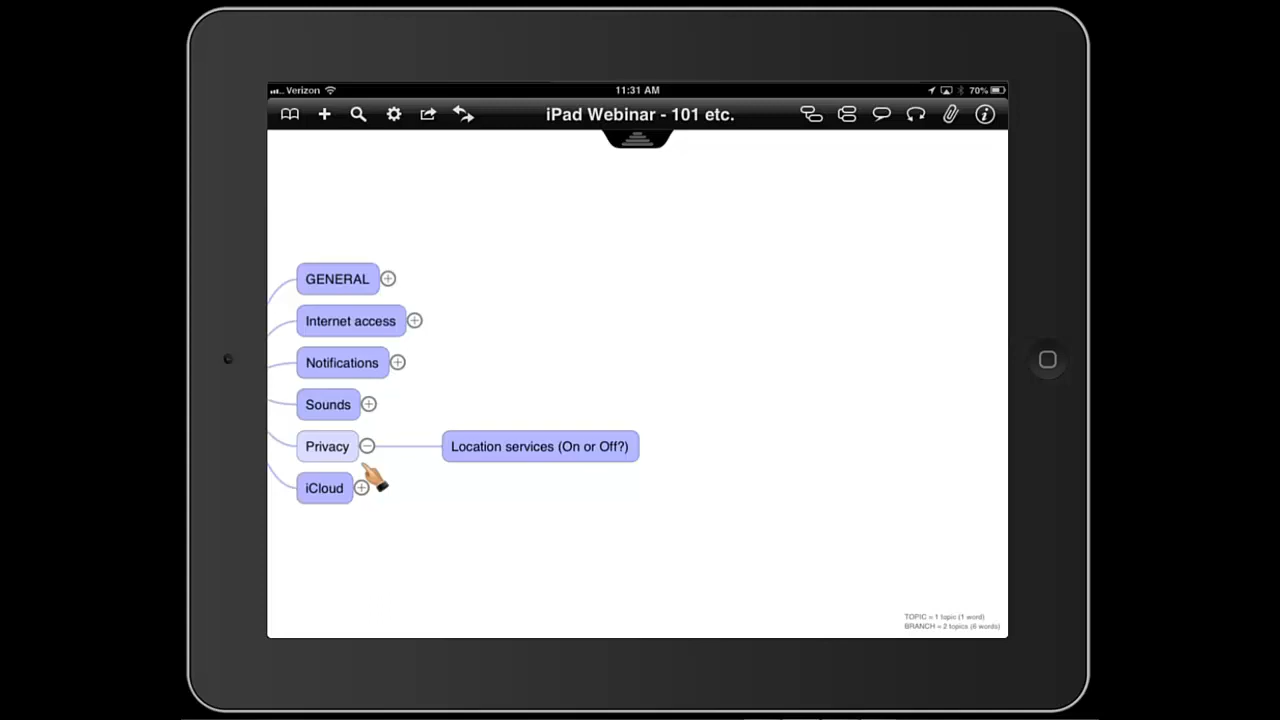 Verizon 11:31 AM 70%
iPad Webinar - 101 etc.
GENERAL
Internet access
Notifications
Sounds
Privacy Location services (On or Off?)
iCloud
TOPIC = 1 topic (1 word)
BRANCH = 2 topics (6 words)